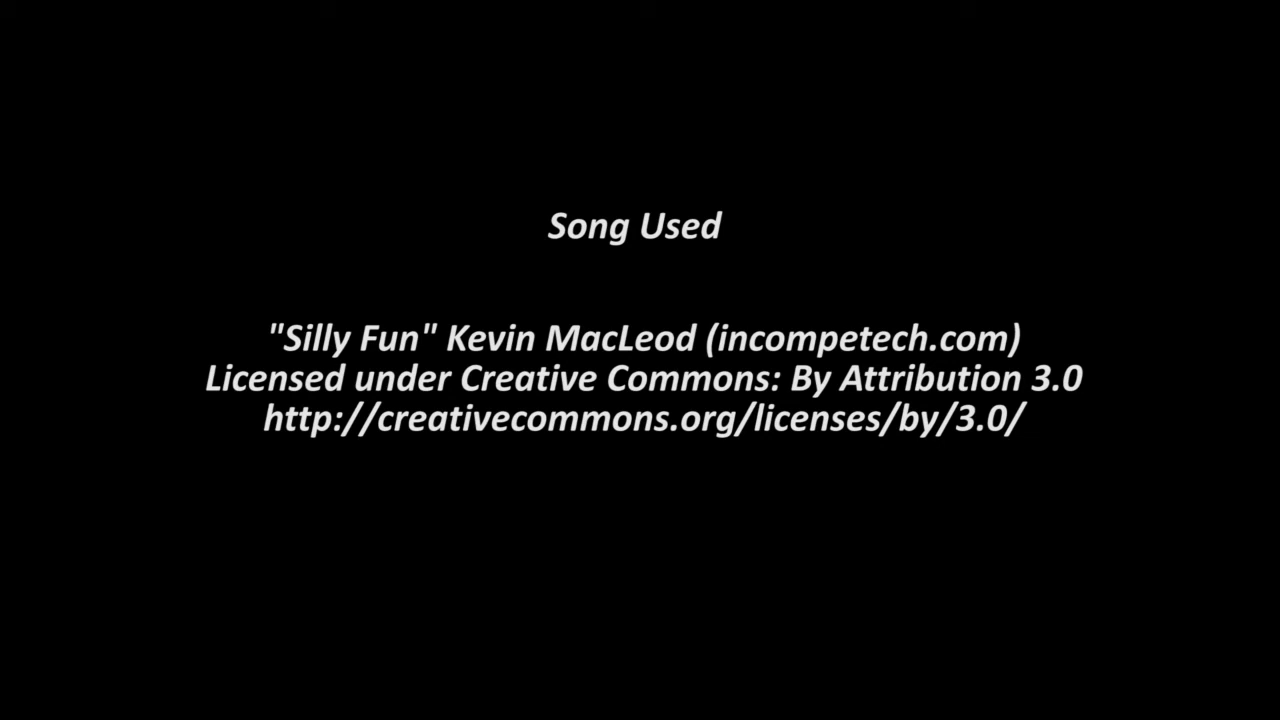 Song Used
"Silly Fun" Kevin MacLeod (incompetech.com)
Licensed under Creative Commons: By Attribution 3.0
http://creativecommons.org/licenses/by/3.0/